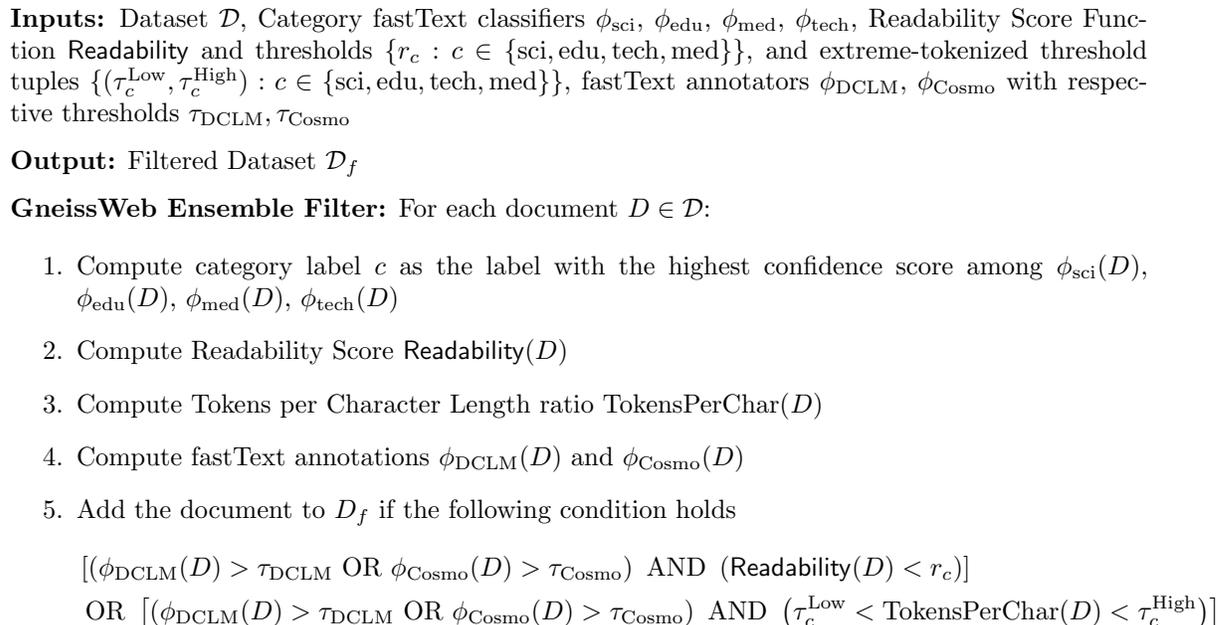 Inputs: Dataset 𝒟, Category fastText classifiers ϕ_sci, ϕ_edu, ϕ_med, ϕ_tech, Readability Score Func-
tion Readability and thresholds {r_c : c ∈ {sci, edu, tech, med}}, and extreme-tokenized threshold
tuples {(τ_c^Low, τ_c^High) : c ∈ {sci, edu, tech, med}}, fastText annotators ϕ_DCLM, ϕ_Cosmo with respec-
tive thresholds τ_DCLM, τ_Cosmo
Output: Filtered Dataset 𝒟_f
GneissWeb Ensemble Filter: For each document D ∈ 𝒟:
1. Compute category label c as the label with the highest confidence score among ϕ_sci(D),
ϕ_edu(D), ϕ_med(D), ϕ_tech(D)
2. Compute Readability Score Readability(D)
3. Compute Tokens per Character Length ratio TokensPerChar(D)
4. Compute fastText annotations ϕ_DCLM(D) and ϕ_Cosmo(D)
5. Add the document to D_f if the following condition holds
[(ϕ_DCLM(D) > τ_DCLM OR ϕ_Cosmo(D) > τ_Cosmo) AND (Readability(D) < r_c)]
OR [(ϕ_DCLM(D) > τ_DCLM OR ϕ_Cosmo(D) > τ_Cosmo) AND (τ_c^Low < TokensPerChar(D) < τ_c^High)]